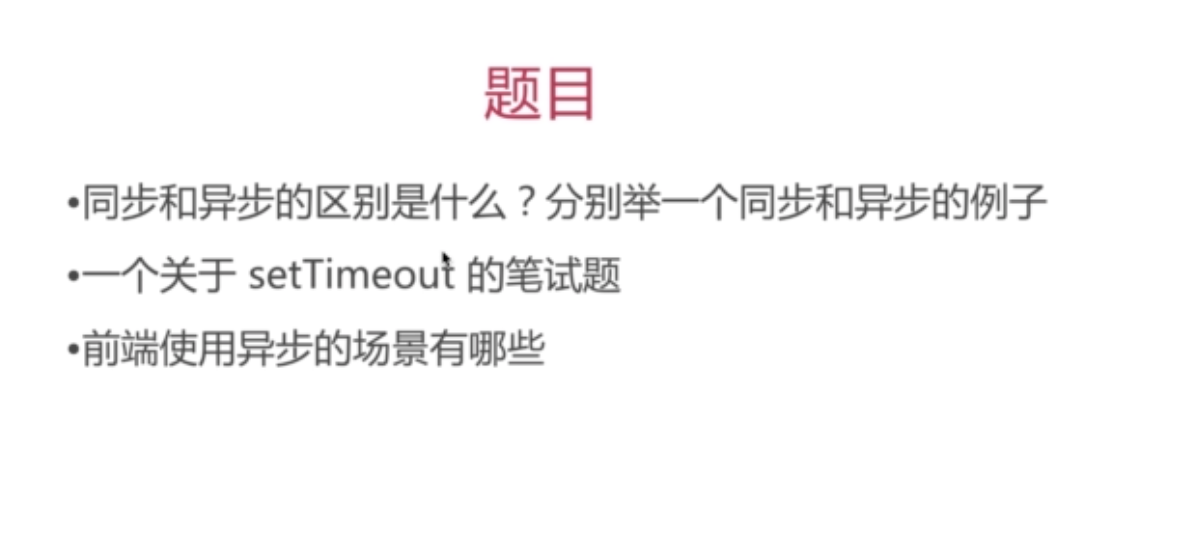 题目
•同步和异步的区别是什么？分别举一个同步和异步的例子
•一个关于 setTimeout 的笔试题
•前端使用异步的场景有哪些